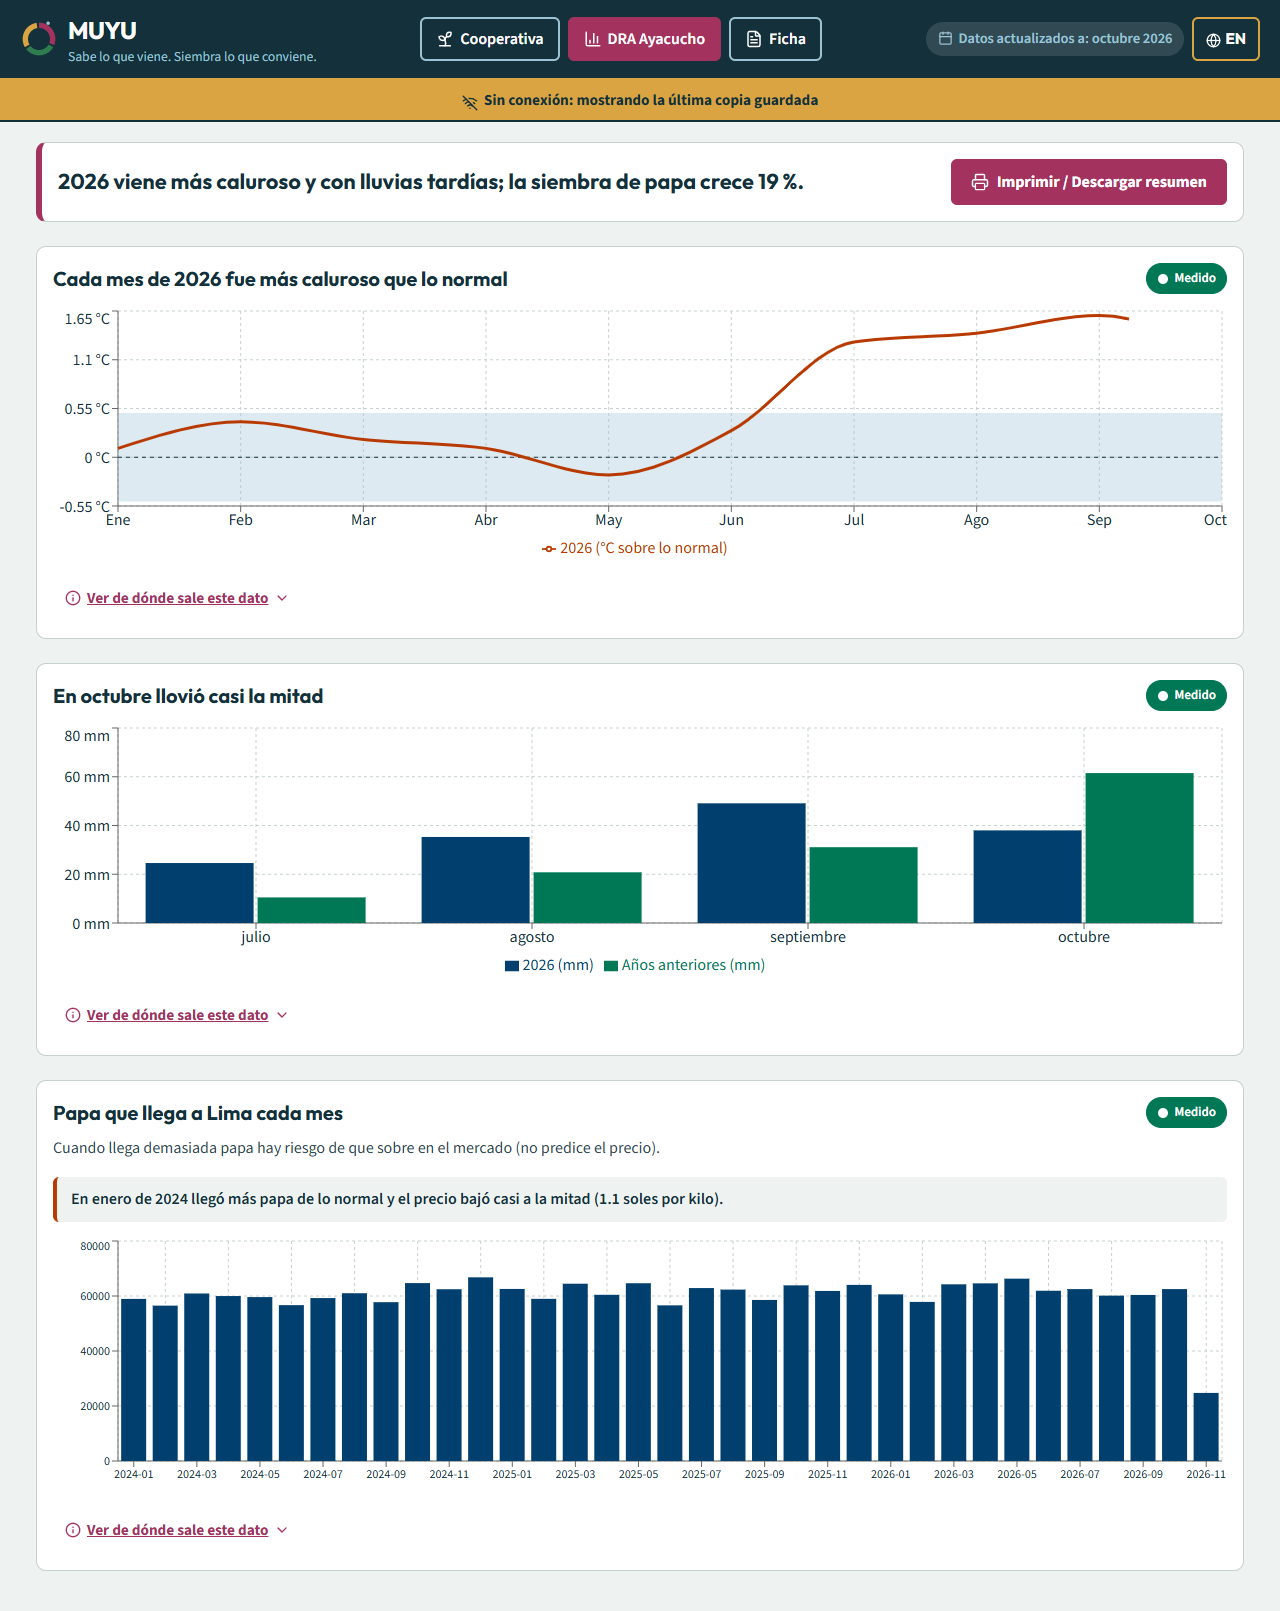 MUYU
Sabe lo que viene. Siembra lo que conviene.
Cooperativa
DRA Ayacucho
Ficha
Datos actualizados a: octubre 2026
EN
Sin conexión: mostrando la última copia guardada
2026 viene más caluroso y con lluvias tardías; la siembra de papa crece 19 %.
Imprimir / Descargar resumen
Cada mes de 2026 fue más caluroso que lo normal
Medido
1.65 °C
1.1 °C
0.55 °C
0 °C
-0.55 °C
Ene Feb Mar Abr May Jun Jul Ago Sep Oct
2026 (°C sobre lo normal)
Ver de dónde sale este dato
En octubre llovió casi la mitad
Medido
80 mm
60 mm
40 mm
20 mm
0 mm
julio agosto septiembre octubre
2026 (mm) Años anteriores (mm)
Ver de dónde sale este dato
Papa que llega a Lima cada mes
Medido
Cuando llega demasiada papa hay riesgo de que sobre en el mercado (no predice el precio).
En enero de 2024 llegó más papa de lo normal y el precio bajó casi a la mitad (1.1 soles por kilo).
80000
60000
40000
20000
0
2024-01 2024-03 2024-05 2024-07 2024-09 2024-11 2025-01 2025-03 2025-05 2025-07 2025-09 2025-11 2026-01 2026-03 2026-05 2026-07 2026-09 2026-11
Ver de dónde sale este dato